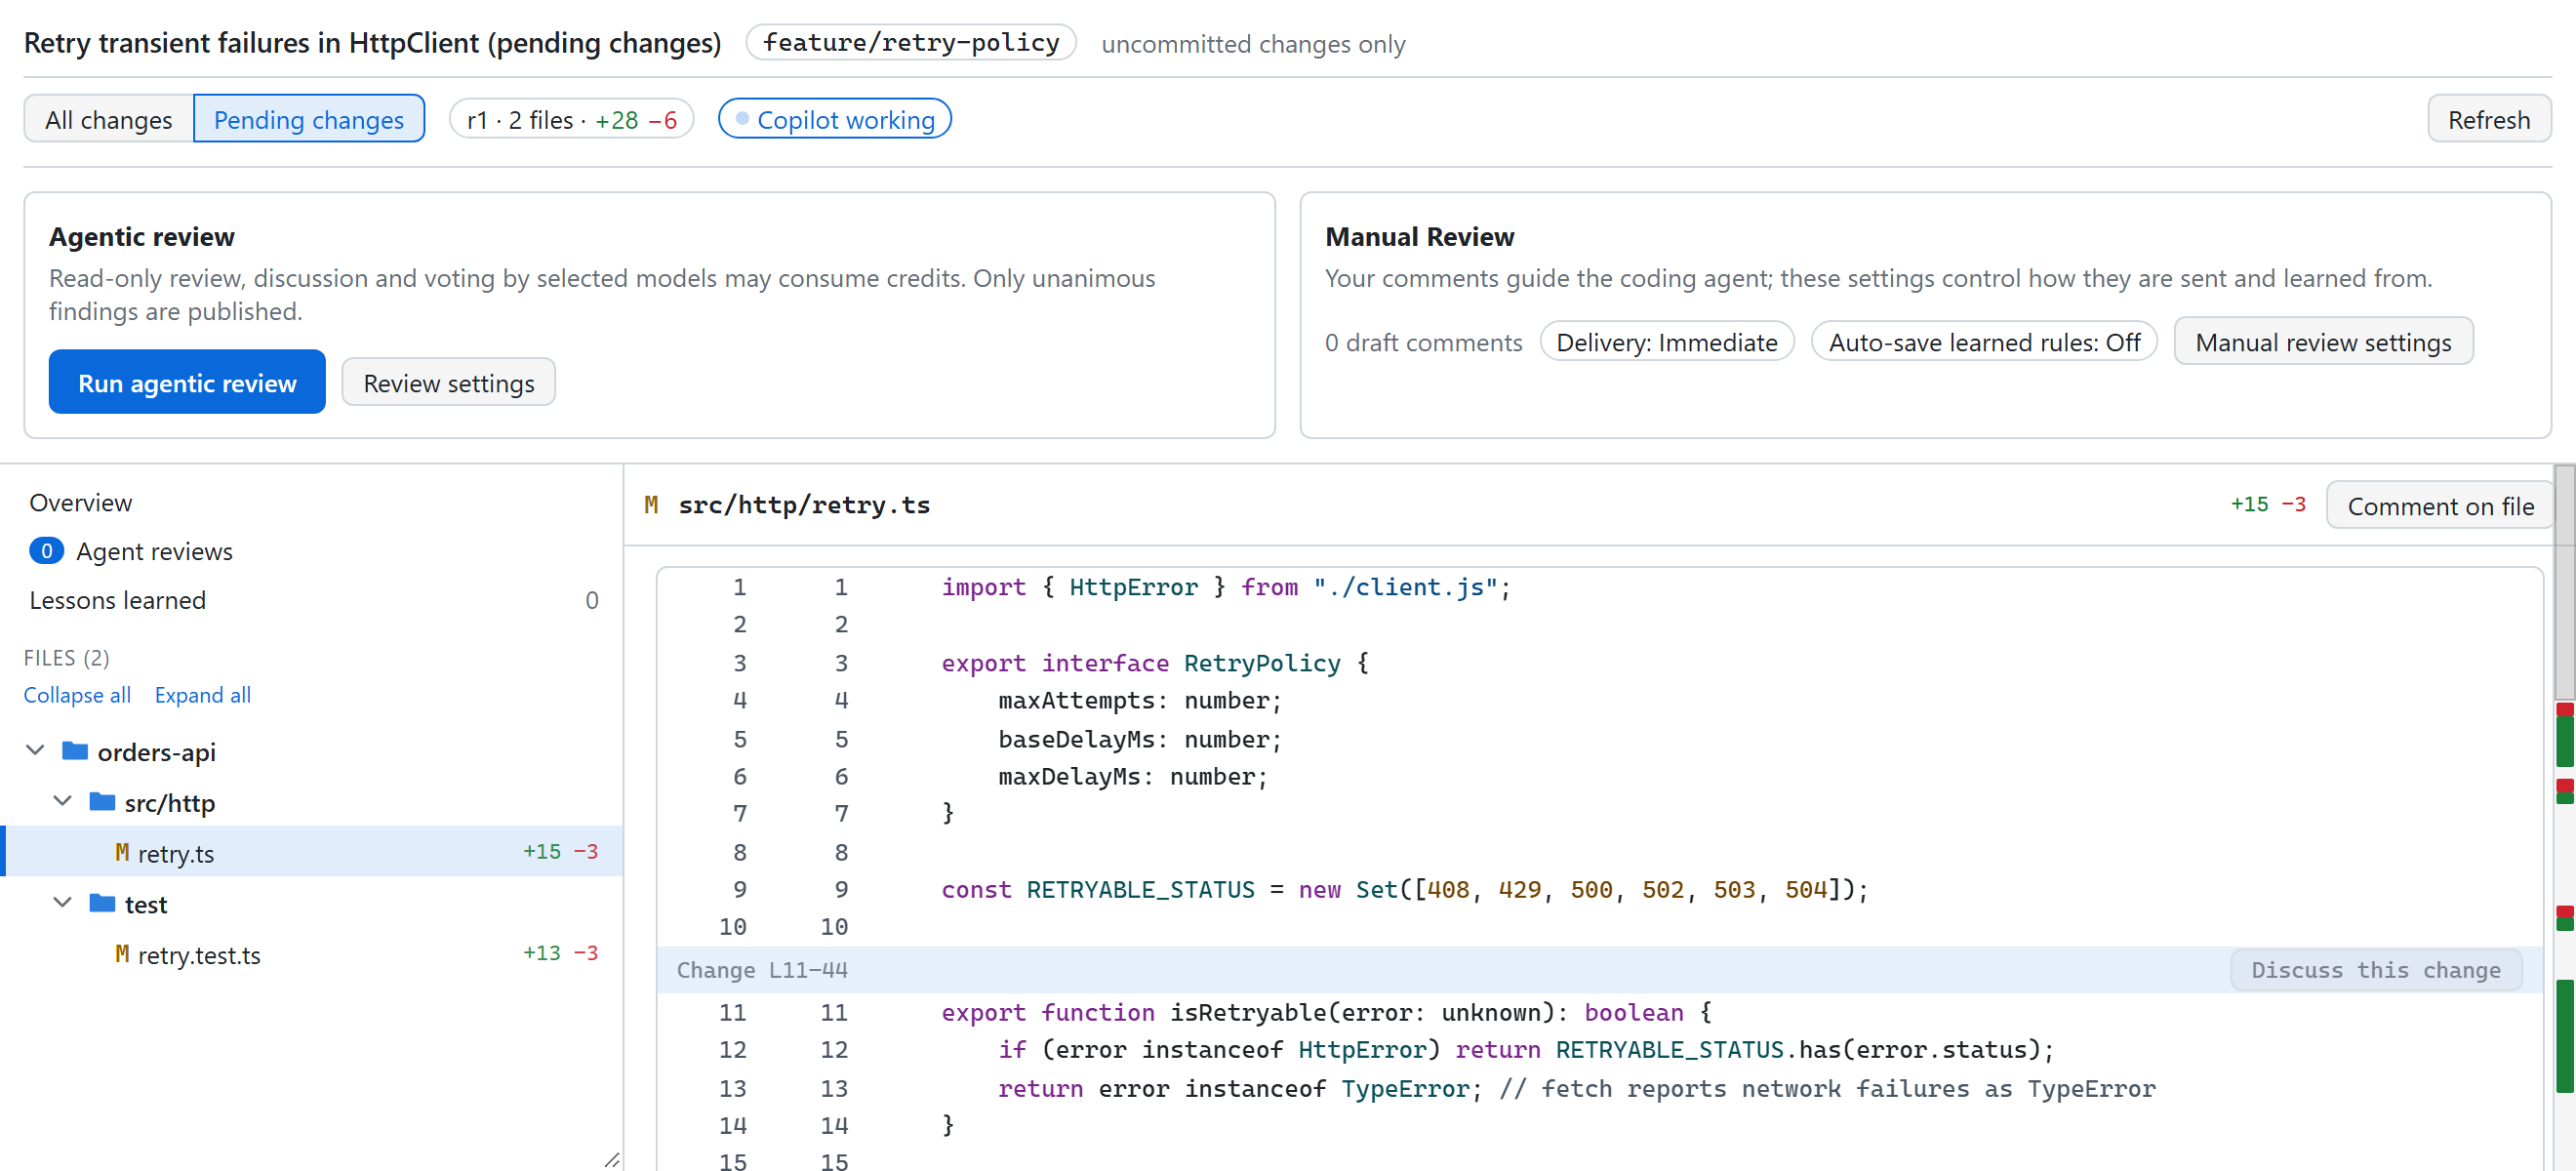 Retry transient failures in HttpClient (pending changes) feature/retry-policy uncommitted changes only
All changes Pending changes r1 · 2 files · +28 −6 Copilot working Refresh
Agentic review
Read-only review, discussion and voting by selected models may consume credits. Only unanimous
findings are published.
Run agentic review Review settings
Manual Review
Your comments guide the coding agent; these settings control how they are sent and learned from.
0 draft comments Delivery: Immediate Auto-save learned rules: Off Manual review settings
Overview
0 Agent reviews
Lessons learned 0
FILES (2)
Collapse all Expand all
orders-api
src/http
M retry.ts +15 −3
test
M retry.test.ts +13 −3
M src/http/retry.ts +15 −3 Comment on file
1 1 import { HttpError } from "./client.js";
2 2
3 3 export interface RetryPolicy {
4 4 maxAttempts: number;
5 5 baseDelayMs: number;
6 6 maxDelayMs: number;
7 7 }
8 8
9 9 const RETRYABLE_STATUS = new Set([408, 429, 500, 502, 503, 504]);
10 10
Change L11–44 Discuss this change
11 11 export function isRetryable(error: unknown): boolean {
12 12 if (error instanceof HttpError) return RETRYABLE_STATUS.has(error.status);
13 13 return error instanceof TypeError; // fetch reports network failures as TypeError
14 14 }
15 15